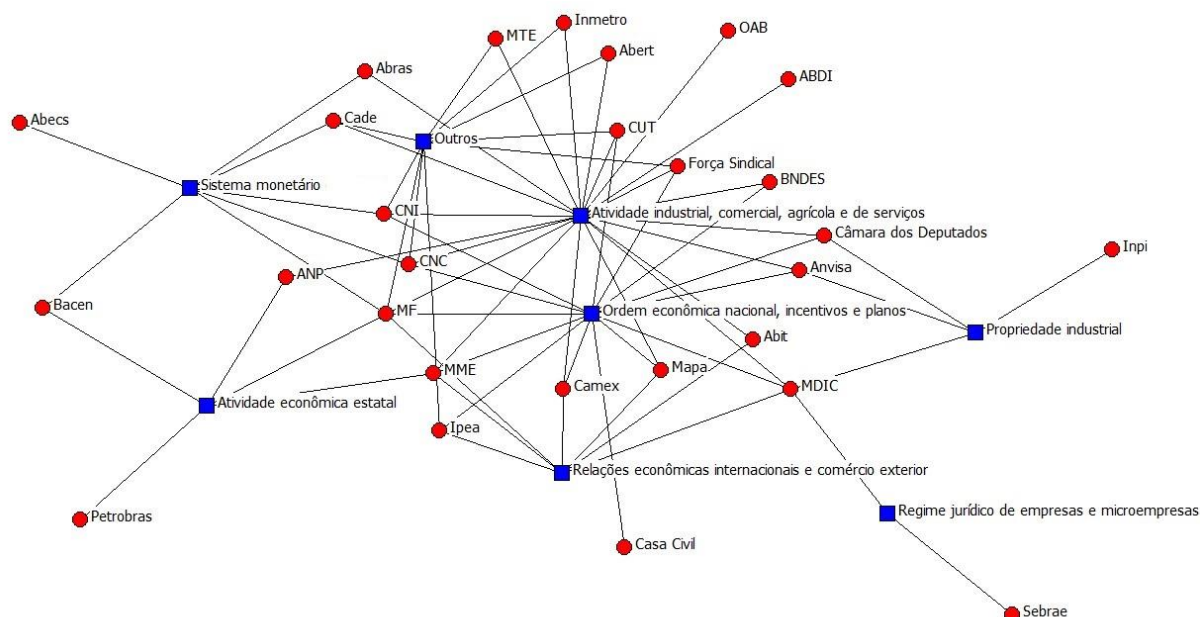 Inmetro
OAB
MTE
Abert
Abras
ABDI
Abecs
Cade
CUT
Outros
Força Sindical
BNDES
Sistema monetário
CNI
Atividade industrial, comercial, agrícola e de serviços
Câmara dos Deputados
Inpi
CNC
Anvisa
ANP
Bacen
MF
Ordem econômica nacional, incentivos e planos
Propriedade industrial
Abit
MME
Mapa
Camex
MDIC
Atividade econômica estatal
Ipea
Relações econômicas internacionais e comércio exterior
Regime jurídico de empresas e microempresas
Petrobras
Casa Civil
Sebrae